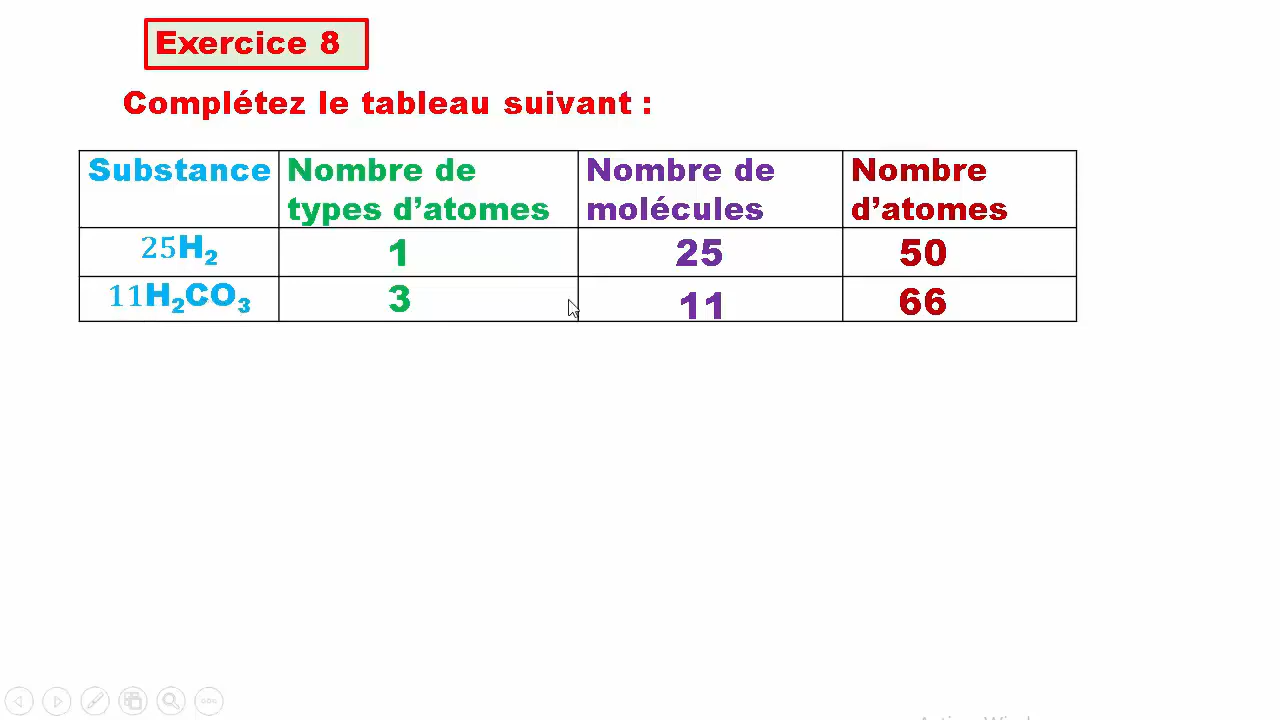 Exercice 8
Complétez le tableau suivant :
Substance Nombre de types d’atomes Nombre de molécules Nombre d’atomes
25H₂ 1 25 50
11H₂CO₃ 3 11 66